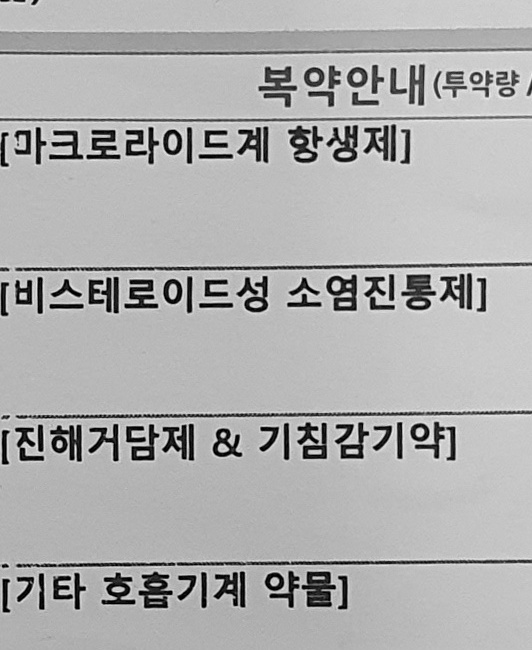 복약안내(투약량 /
[마크로라이드계 항생제]
[비스테로이드성 소염진통제]
[진해거담제 & 기침감기약]
[기타 호흡기계 약물]